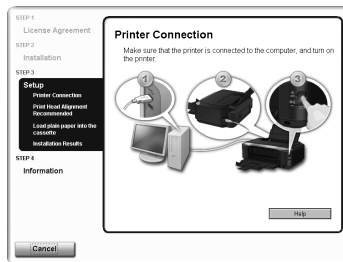 STEP 1
License Agreement
STEP 2
Installation
STEP 3
Setup
Printer Connection
Print Head Alignment
Recommended
Load plain paper into the
cassette
Installation Results
STEP 4
Information
Cancel
Printer Connection
Make sure that the printer is connected to the computer, and turn on
the printer.
1
2
3
Help